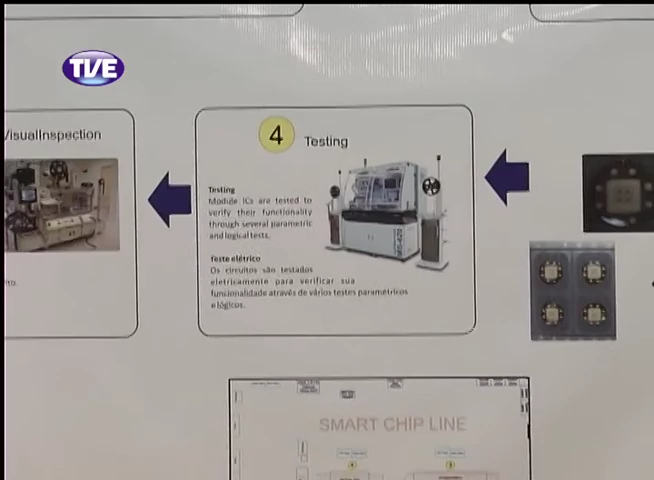 TVE
VisualInspection
4
Testing
Testing
Module ICs are tested to
verify their functionality
through several parametric
and logical tests.
Teste elétrico
Os circuitos são testados
eletricamente para verificar sua
funcionalidade através de vários testes paramétricos
e lógicos.
SMART CHIP LINE